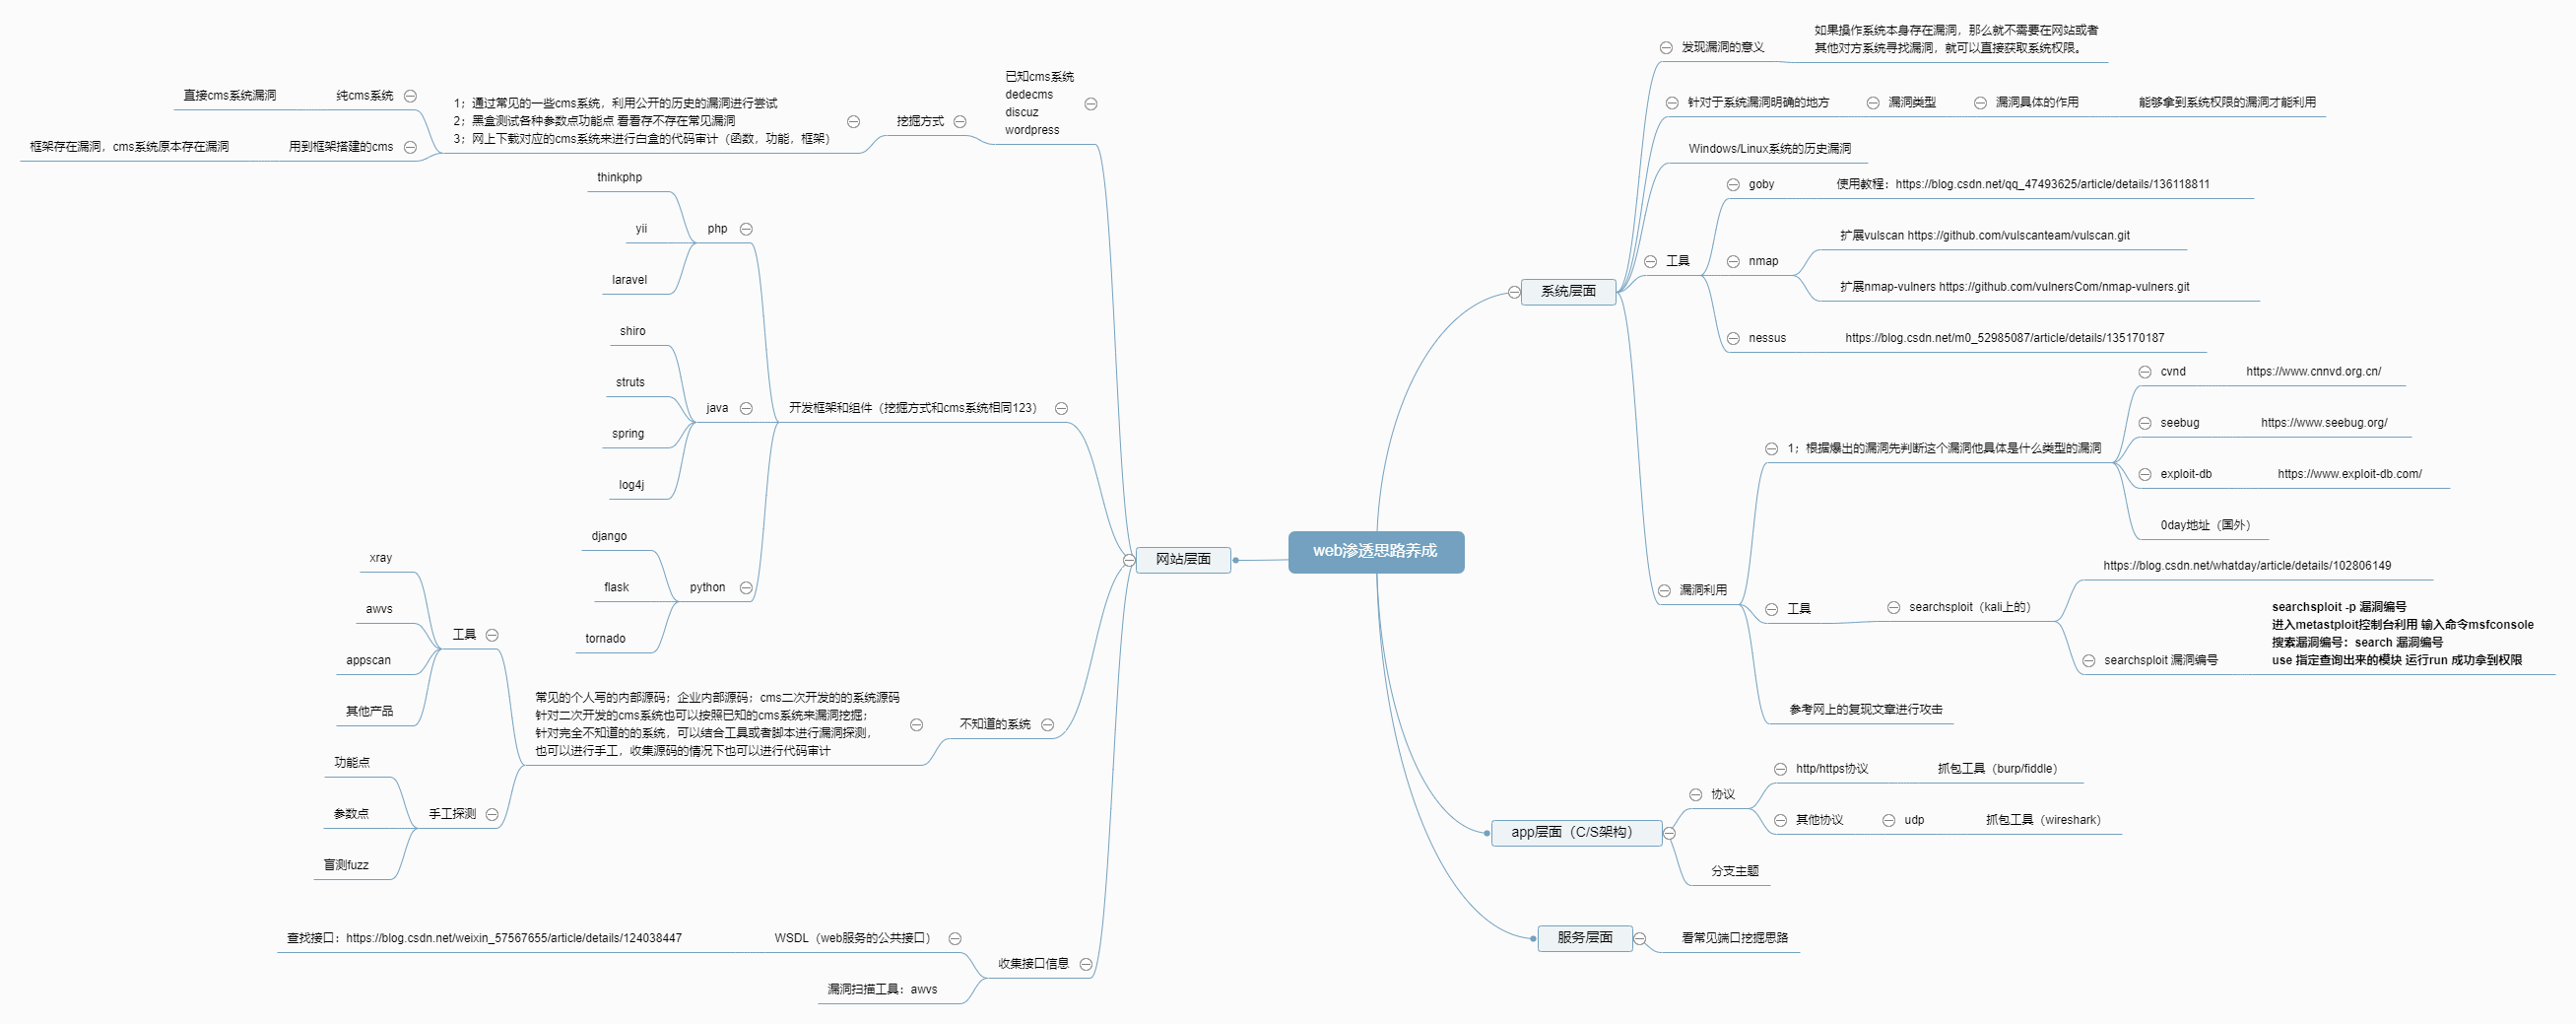 web渗透思路养成
系统层面
发现漏洞的意义
如果操作系统本身存在漏洞，那么就不需要在网站或者
其他对方系统寻找漏洞，就可以直接获取系统权限。
针对于系统漏洞明确的地方
漏洞类型
漏洞具体的作用
能够拿到系统权限的漏洞才能利用
Windows/Linux系统的历史漏洞
工具
goby
使用教程：https://blog.csdn.net/qq_47493625/article/details/136118811
nmap
扩展vulscan https://github.com/vulscanteam/vulscan.git
扩展nmap-vulners https://github.com/vulnersCom/nmap-vulners.git
nessus
https://blog.csdn.net/m0_52985087/article/details/135170187
漏洞利用
1；根据爆出的漏洞先判断这个漏洞他具体是什么类型的漏洞
cvnd
https://www.cnnvd.org.cn/
seebug
https://www.seebug.org/
exploit-db
https://www.exploit-db.com/
0day地址（国外）
工具
searchsploit（kali上的）
https://blog.csdn.net/whatday/article/details/102806149
searchsploit 漏洞编号
searchsploit -p 漏洞编号
进入metastploit控制台利用 输入命令msfconsole
搜索漏洞编号：search 漏洞编号
use 指定查询出来的模块 运行run 成功拿到权限
参考网上的复现文章进行攻击
app层面（C/S架构）
协议
http/https协议
抓包工具（burp/fiddle）
其他协议
udp
抓包工具（wireshark）
分支主题
服务层面
看常见端口挖掘思路
网站层面
已知cms系统
dedecms
discuz
wordpress
挖掘方式
1；通过常见的一些cms系统，利用公开的历史的漏洞进行尝试
2；黑盒测试各种参数点功能点 看看存不存在常见漏洞
3；网上下载对应的cms系统来进行白盒的代码审计（函数，功能，框架）
纯cms系统
直接cms系统漏洞
用到框架搭建的cms
框架存在漏洞，cms系统原本存在漏洞
开发框架和组件（挖掘方式和cms系统相同123）
php
thinkphp
yii
laravel
java
shiro
struts
spring
log4j
python
django
flask
tornado
不知道的系统
常见的个人写的内部源码；企业内部源码；cms二次开发的的系统源码
针对二次开发的cms系统也可以按照已知的cms系统来漏洞挖掘；
针对完全不知道的的系统，可以结合工具或者脚本进行漏洞探测，
也可以进行手工，收集源码的情况下也可以进行代码审计
工具
xray
awvs
appscan
其他产品
手工探测
功能点
参数点
盲测fuzz
收集接口信息
WSDL（web服务的公共接口）
查找接口：https://blog.csdn.net/weixin_57567655/article/details/124038447
漏洞扫描工具：awvs